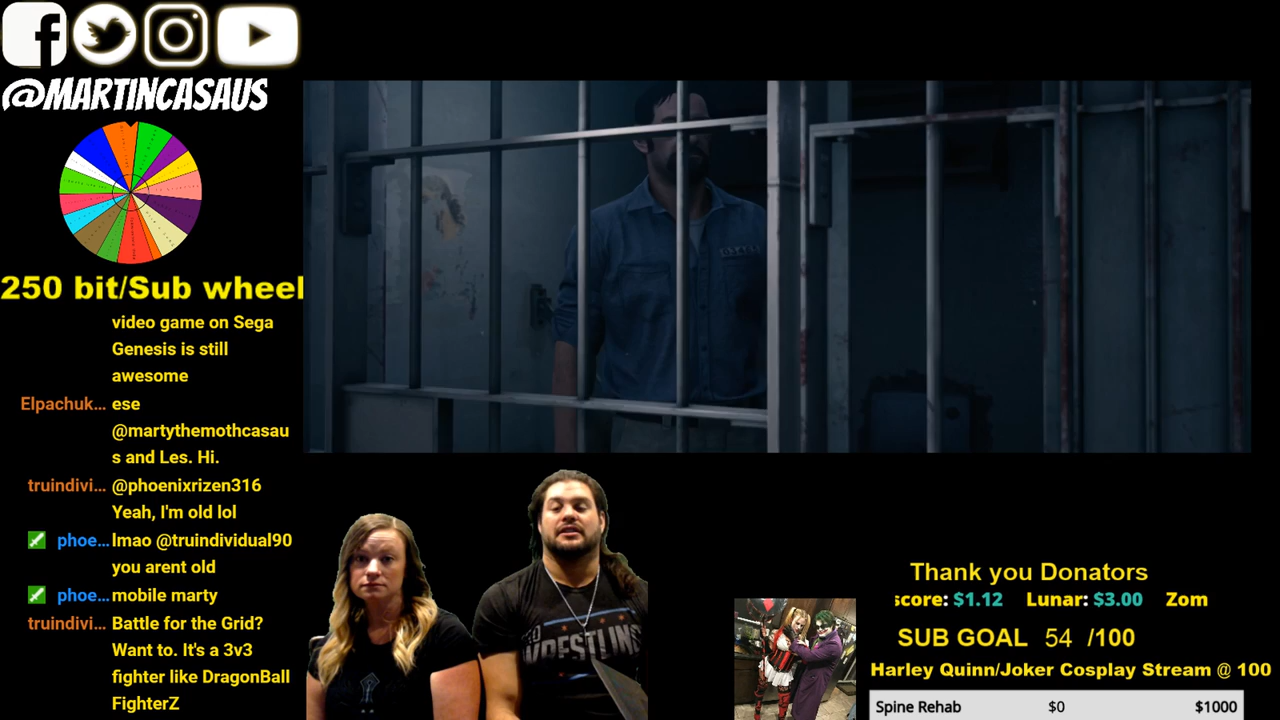 @MARTINCASAUS
250 bit/Sub wheel
video game on Sega
Genesis is still
awesome
Elpachuk... ese
@martythemothcasau
s and Les. Hi.
truindivi... @phoenixrizen316
Yeah, I'm old lol
phoe... lmao @truindividual90
you arent old
phoe... mobile marty
truindivi... Battle for the Grid?
Want to. It's a 3v3
fighter like DragonBall
FighterZ
WRESTLING
Thank you Donators
score: $1.12 Lunar: $3.00 Zom
SUB GOAL 54 /100
Harley Quinn/Joker Cosplay Stream @ 100
Spine Rehab $0 $1000